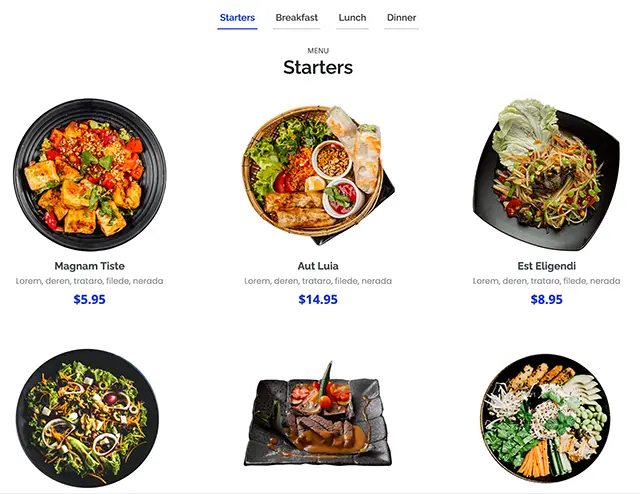 Starters Breakfast Lunch Dinner
MENU
Starters
Magnam Tiste Aut Luia Est Eligendi
Lorem, deren, trataro, filede, nerada Lorem, deren, trataro, filede, nerada Lorem, deren, trataro, filede, nerada
$5.95 $14.95 $8.95